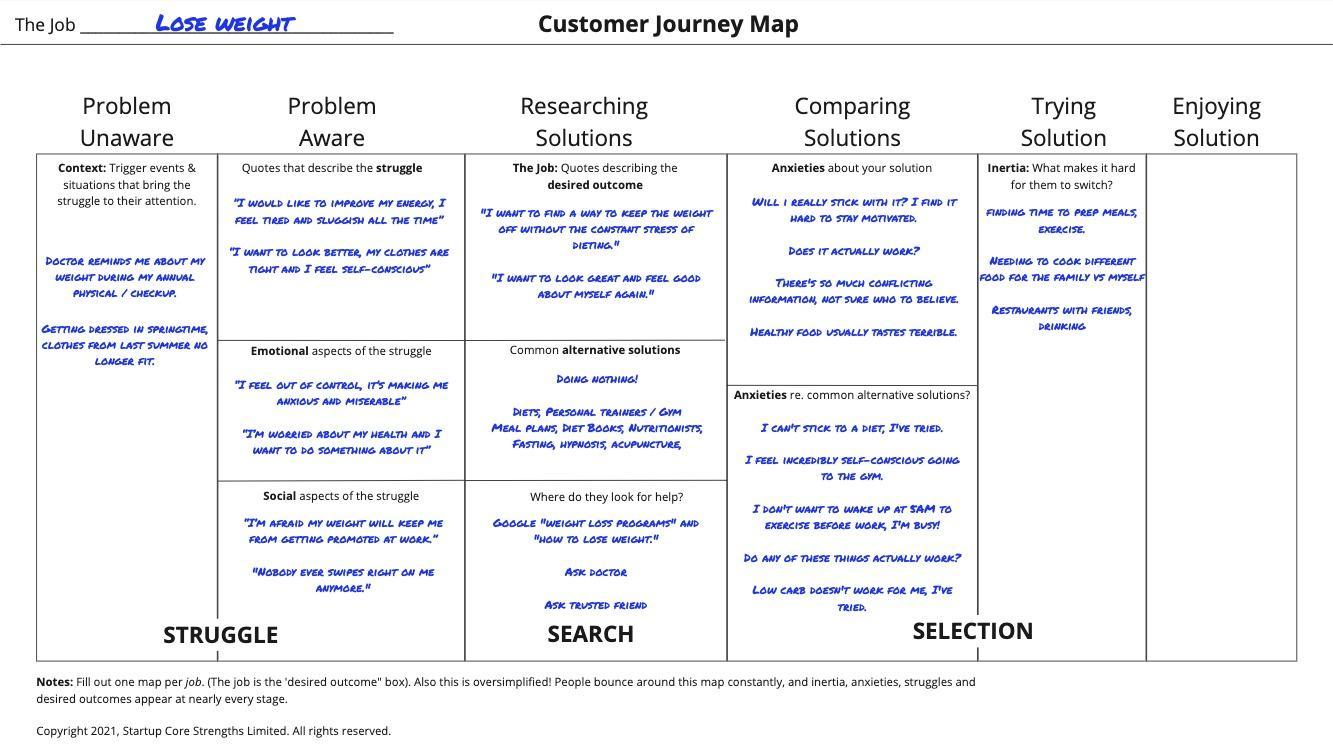 The Job LOSE WEIGHT
Customer Journey Map
Problem
Unaware
Problem
Aware
Researching
Solutions
Comparing
Solutions
Trying
Solution
Enjoying
Solution
Context: Trigger events &
situations that bring the
struggle to their attention.
DOCTOR REMINDS ME ABOUT MY
WEIGHT DURING MY ANNUAL
PHYSICAL / CHECKUP.
GETTING DRESSED IN SPRINGTIME,
CLOTHES FROM LAST SUMMER NO
LONGER FIT.
Quotes that describe the struggle
"I WOULD LIKE TO IMPROVE MY ENERGY, I
FEEL TIRED AND SLUGGISH ALL THE TIME"
"I WANT TO LOOK BETTER, MY CLOTHES ARE
TIGHT AND I FEEL SELF-CONSCIOUS"
Emotional aspects of the struggle
"I FEEL OUT OF CONTROL, IT'S MAKING ME
ANXIOUS AND MISERABLE"
"I'M WORRIED ABOUT MY HEALTH AND I
WANT TO DO SOMETHING ABOUT IT"
Social aspects of the struggle
"I'M AFRAID MY WEIGHT WILL KEEP ME
FROM GETTING PROMOTED AT WORK."
"NOBODY EVER SWIPES RIGHT ON ME
ANYMORE."
STRUGGLE
The Job: Quotes describing the
desired outcome
"I WANT TO FIND A WAY TO KEEP THE WEIGHT
OFF WITHOUT THE CONSTANT STRESS OF
DIETING."
"I WANT TO LOOK GREAT AND FEEL GOOD
ABOUT MYSELF AGAIN."
Common alternative solutions
DOING NOTHING!
DIETS, PERSONAL TRAINERS / GYM
MEAL PLANS, DIET BOOKS, NUTRITIONISTS,
FASTING, HYPNOSIS, ACUPUNCTURE,
Where do they look for help?
GOOGLE "WEIGHT LOSS PROGRAMS" AND
"HOW TO LOSE WEIGHT."
ASK DOCTOR
ASK TRUSTED FRIEND
SEARCH
Anxieties about your solution
WILL I REALLY STICK WITH IT? I FIND IT
HARD TO STAY MOTIVATED.
DOES IT ACTUALLY WORK?
THERE'S SO MUCH CONFLICTING
INFORMATION, NOT SURE WHO TO BELIEVE.
HEALTHY FOOD USUALLY TASTES TERRIBLE.
Anxieties re. common alternative solutions?
I CAN'T STICK TO A DIET, I'VE TRIED.
I FEEL INCREDIBLY SELF-CONSCIOUS GOING
TO THE GYM.
I DON'T WANT TO WAKE UP AT 5AM TO
EXERCISE BEFORE WORK, I'M BUSY!
DO ANY OF THESE THINGS ACTUALLY WORK?
LOW CARB DOESN'T WORK FOR ME, I'VE
TRIED.
Inertia: What makes it hard
for them to switch?
FINDING TIME TO PREP MEALS,
EXERCISE.
NEEDING TO COOK DIFFERENT
FOOD FOR THE FAMILY VS MYSELF
RESTAURANTS WITH FRIENDS,
DRINKING
SELECTION
Notes: Fill out one map per job. (The job is the 'desired outcome" box). Also this is oversimplified! People bounce around this map constantly, and inertia, anxieties, struggles and
desired outcomes appear at nearly every stage.
Copyright 2021, Startup Core Strengths Limited. All rights reserved.